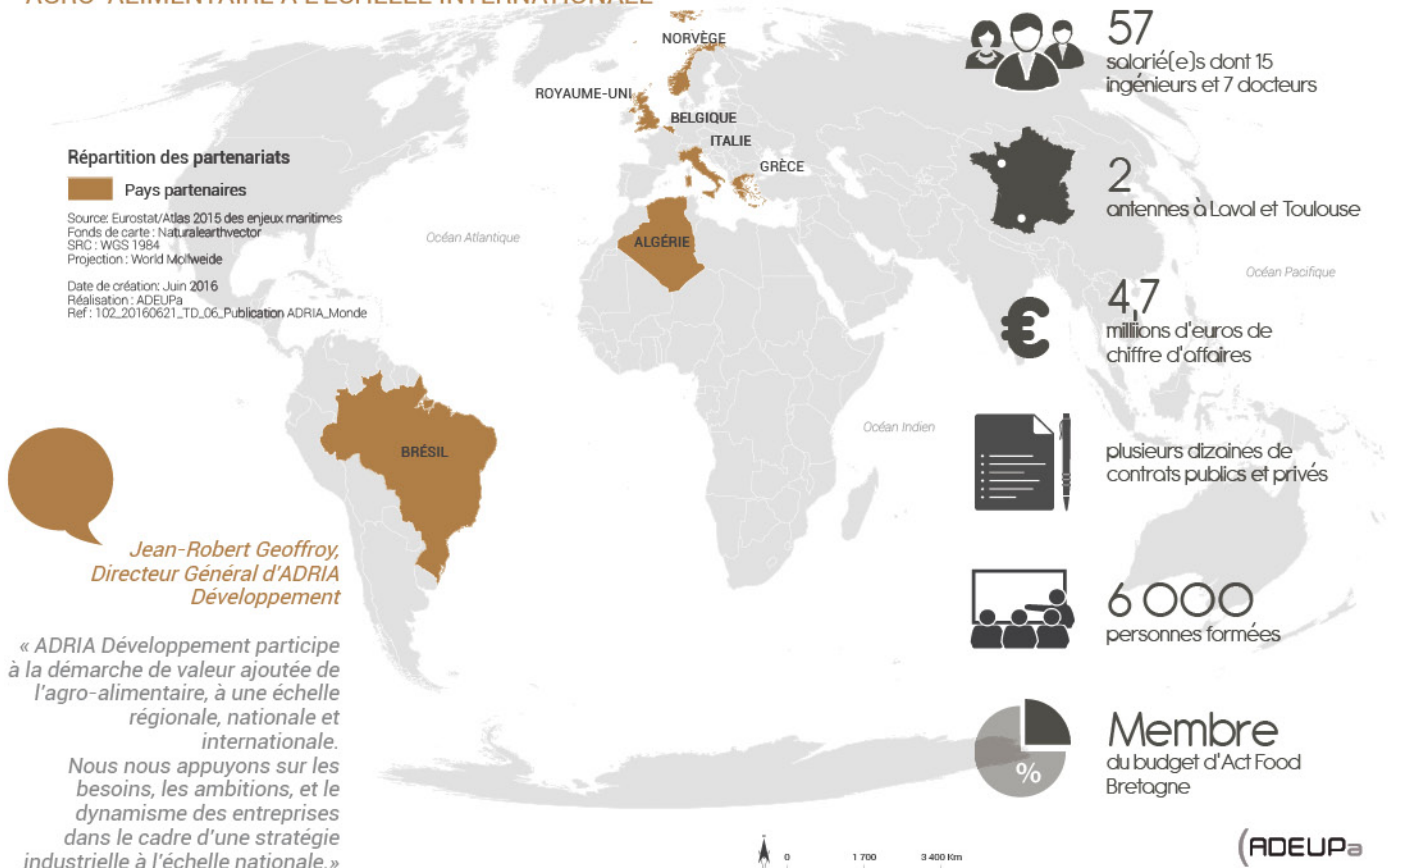 AGRO-ALIMENTAIRE À L'ÉCHELLE INTERNATIONALE
NORVÈGE
ROYAUME-UNI
BELGIQUE
ITALIE
GRÈCE
ALGÉRIE
BRÉSIL
Océan Atlantique
Océan Indien
Océan Pacifique
Répartition des partenariats
Pays partenaires
Source: Eurostat/Atlas 2015 des enjeux maritimes
Fonds de carte : Naturalearthvector
SRC : WGS 1984
Projection : World Mollweide
Date de création: Juin 2016
Réalisation : ADEUPa
Ref : 102_20160621_TD_06_Publication ADRIA_Monde
Jean-Robert Geoffroy,
Directeur Général d'ADRIA
Développement
« ADRIA Développement participe
à la démarche de valeur ajoutée de
l'agro-alimentaire, à une échelle
régionale, nationale et
internationale.
Nous nous appuyons sur les
besoins, les ambitions, et le
dynamisme des entreprises
dans le cadre d'une stratégie
industrielle à l'échelle nationale.»
57
salarié(e)s dont 15
ingénieurs et 7 docteurs
2
antennes à Laval et Toulouse
€
4,7
milliions d'euros de
chiffre d'affaires
plusieurs dizaines de
contrats publics et privés
6 000
personnes formées
%
Membre
du budget d'Act Food
Bretagne
0 1 700 3 400 Km
(ADEUPa